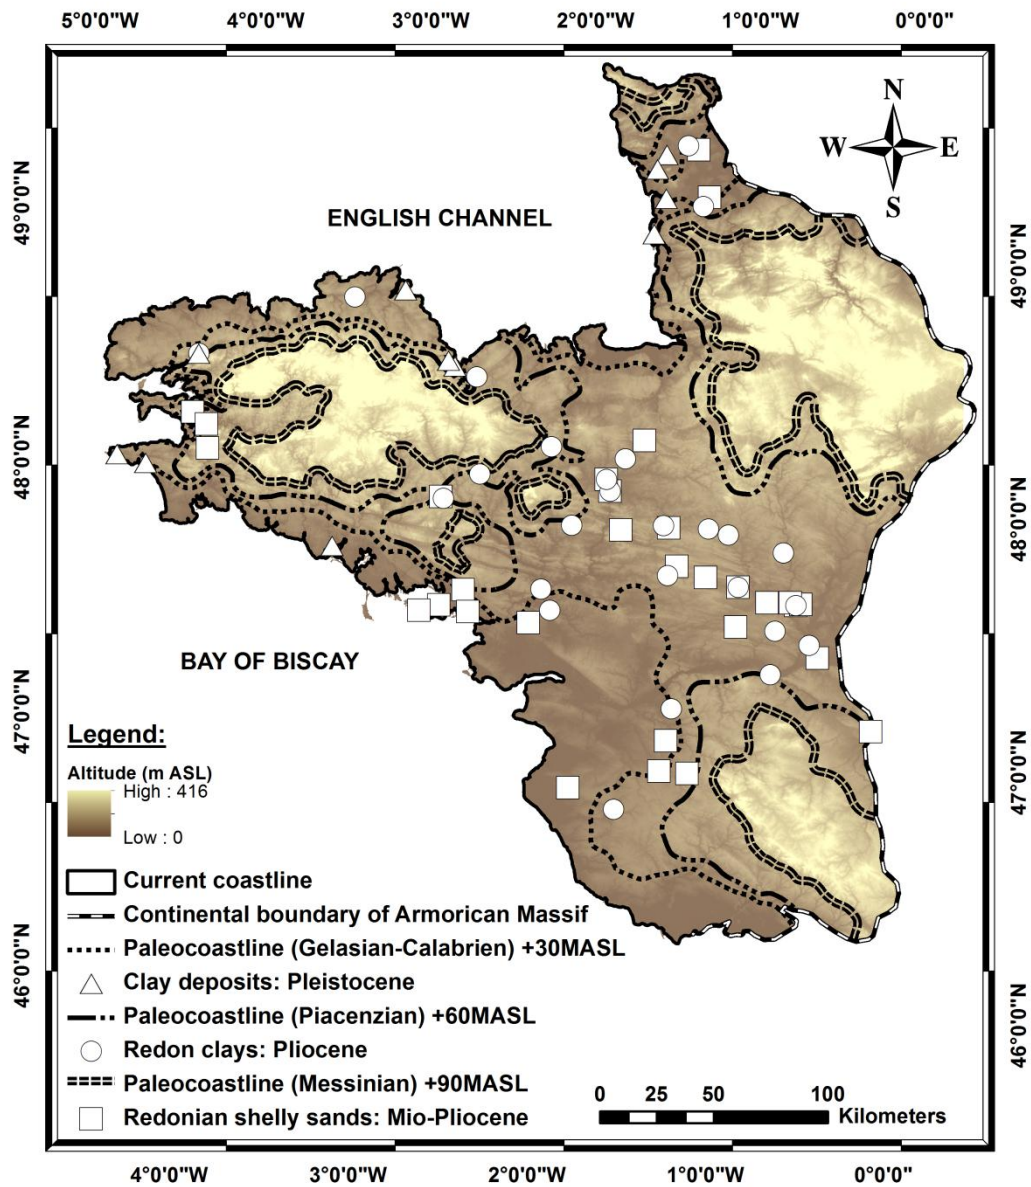 5°0'0"W 4°0'0"W 3°0'0"W 2°0'0"W 1°0'0"W 0°0'0"
N
W E
S
49°0'0"N
49°0'0"N
ENGLISH CHANNEL
48°0'0"N
48°0'0"N
BAY OF BISCAY
47°0'0"N
47°0'0"N
Legend:
Altitude (m ASL)
High : 416
Low : 0
Current coastline
Continental boundary of Armorican Massif
Paleocoastline (Gelasian-Calabrien) +30MASL
46°0'0"N
Clay deposits: Pleistocene
Paleocoastline (Piacenzian) +60MASL
46°0'0"N
Redon clays: Pliocene
Paleocoastline (Messinian) +90MASL
Redonian shelly sands: Mio-Pliocene
0 25 50 100
Kilometers
4°0'0"W 3°0'0"W 2°0'0"W 1°0'0"W 0°0'0"